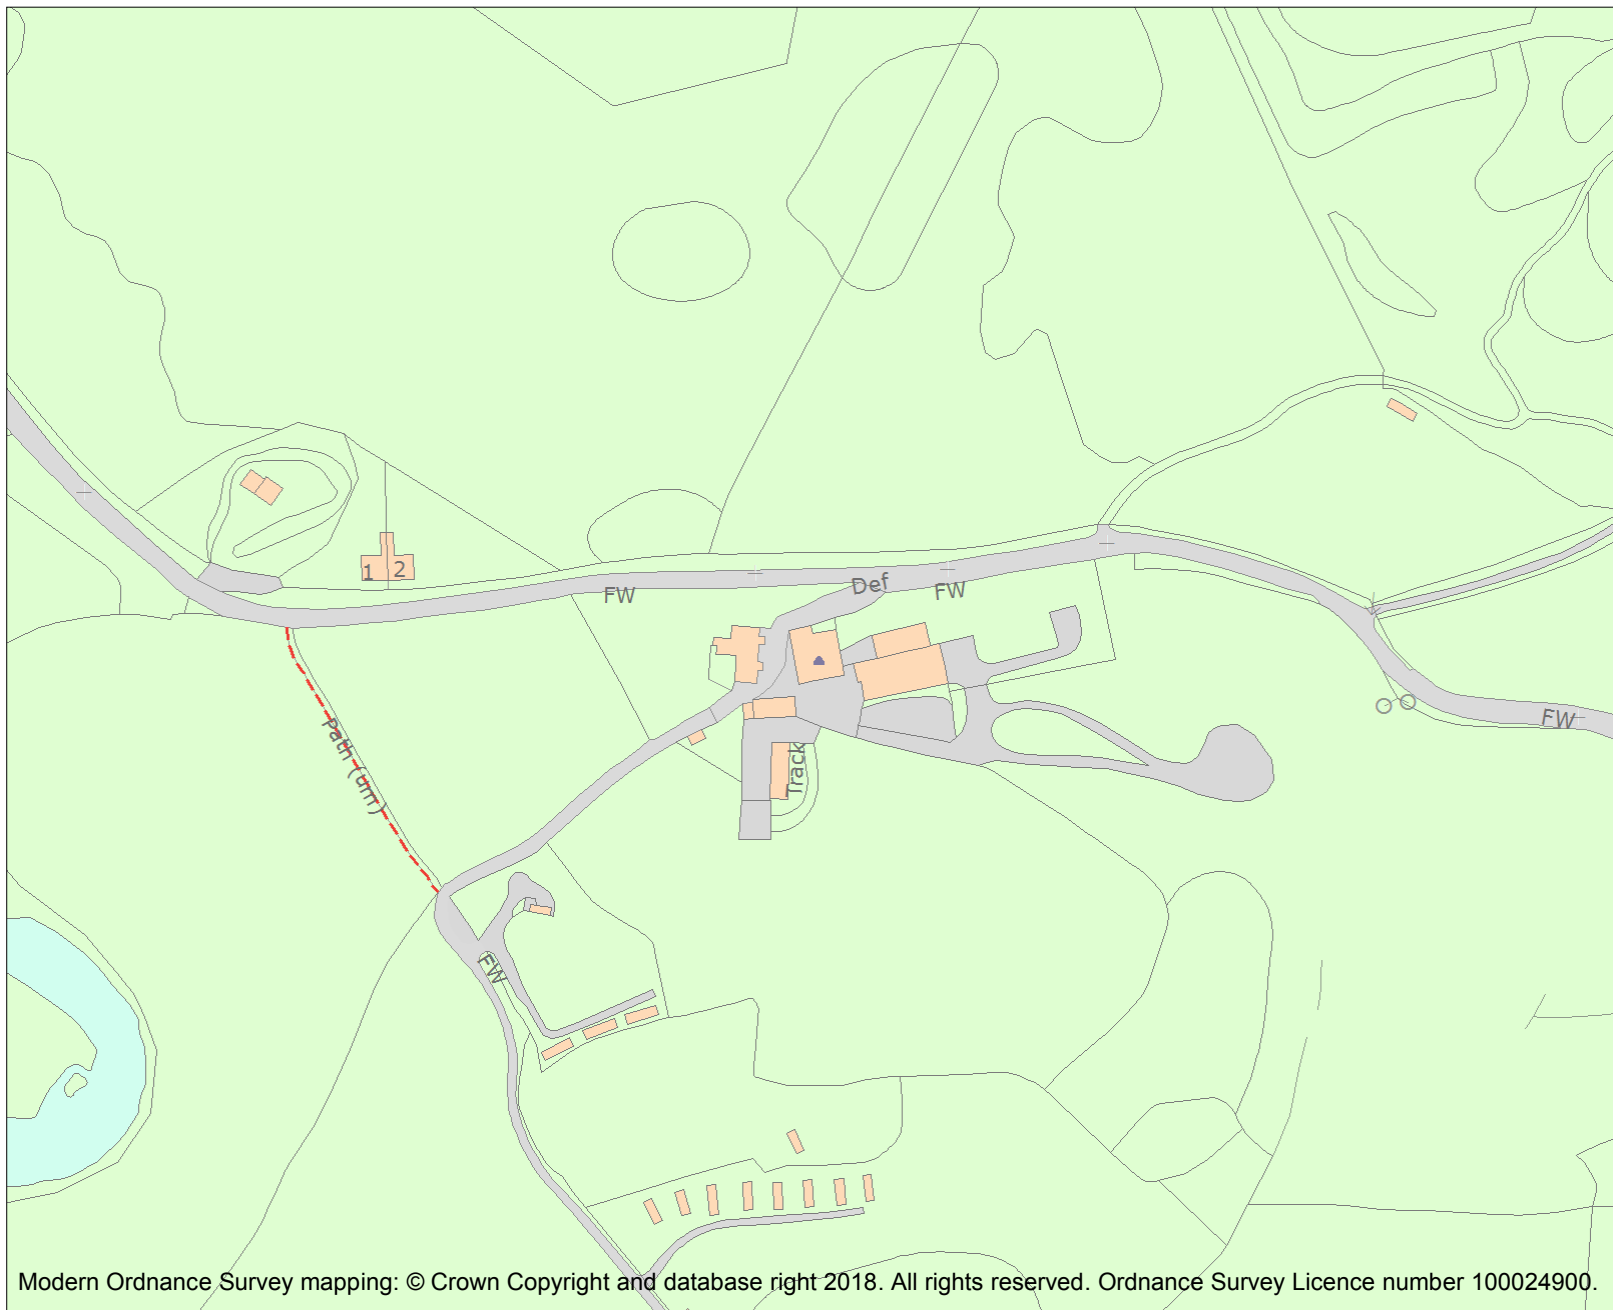 1
2
FW
Def
FW
FW
Path (um)
Track
FW
Modern Ordnance Survey mapping: © Crown Copyright and database right 2018. All rights reserved. Ordnance Survey Licence number 100024900.